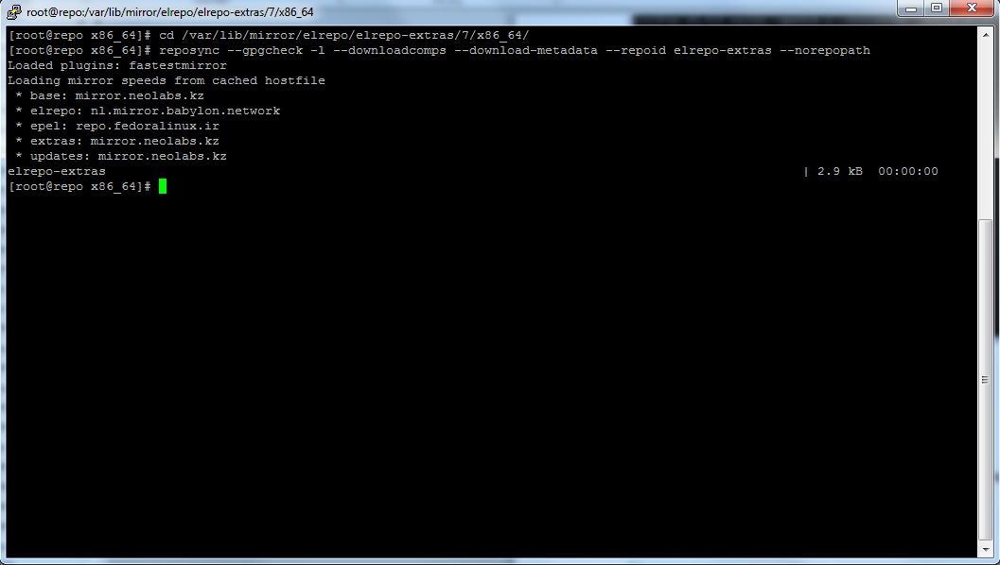 root@repo:/var/lib/mirror/elrepo/elrepo-extras/7/x86_64
[root@repo x86_64]# cd /var/lib/mirror/elrepo/elrepo-extras/7/x86_64/
[root@repo x86_64]# reposync --gpgcheck -l --downloadcomps --download-metadata --repoid elrepo-extras --norepopath
Loaded plugins: fastestmirror
Loading mirror speeds from cached hostfile
 * base: mirror.neolabs.kz
 * elrepo: nl.mirror.babylon.network
 * epel: repo.fedoralinux.ir
 * extras: mirror.neolabs.kz
 * updates: mirror.neolabs.kz
elrepo-extras | 2.9 kB 00:00:00
[root@repo x86_64]#